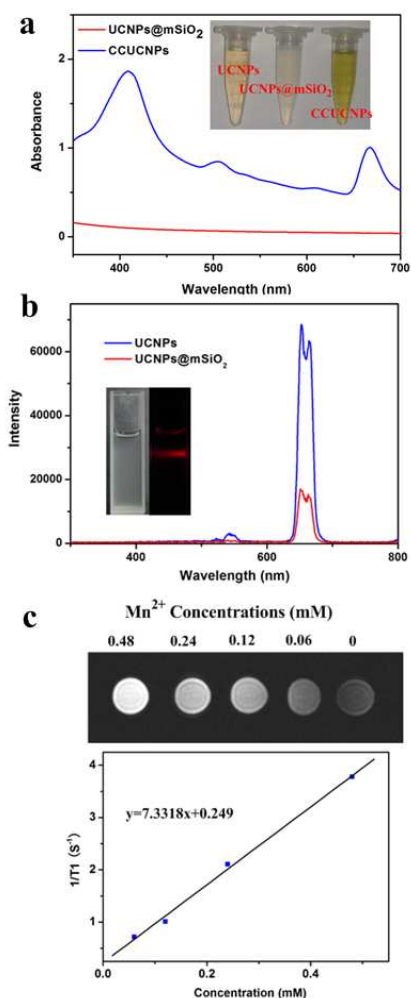 a
UCNPs@mSiO₂
CCUCNPs
UCNPs
UCNPs@mSiO₂
CCUCNPs
Absorbance
2
1
0
400 500 600 700
Wavelength (nm)
b
UCNPs
UCNPs@mSiO₂
Intensity
60000
40000
20000
0
400 600 800
Wavelength (nm)
c
Mn²⁺ Concentrations (mM)
0.48 0.24 0.12 0.06 0
y=7.3318x+0.249
1/T1 (S⁻¹)
4
3
2
1
0.0 0.2 0.4
Concentration (mM)